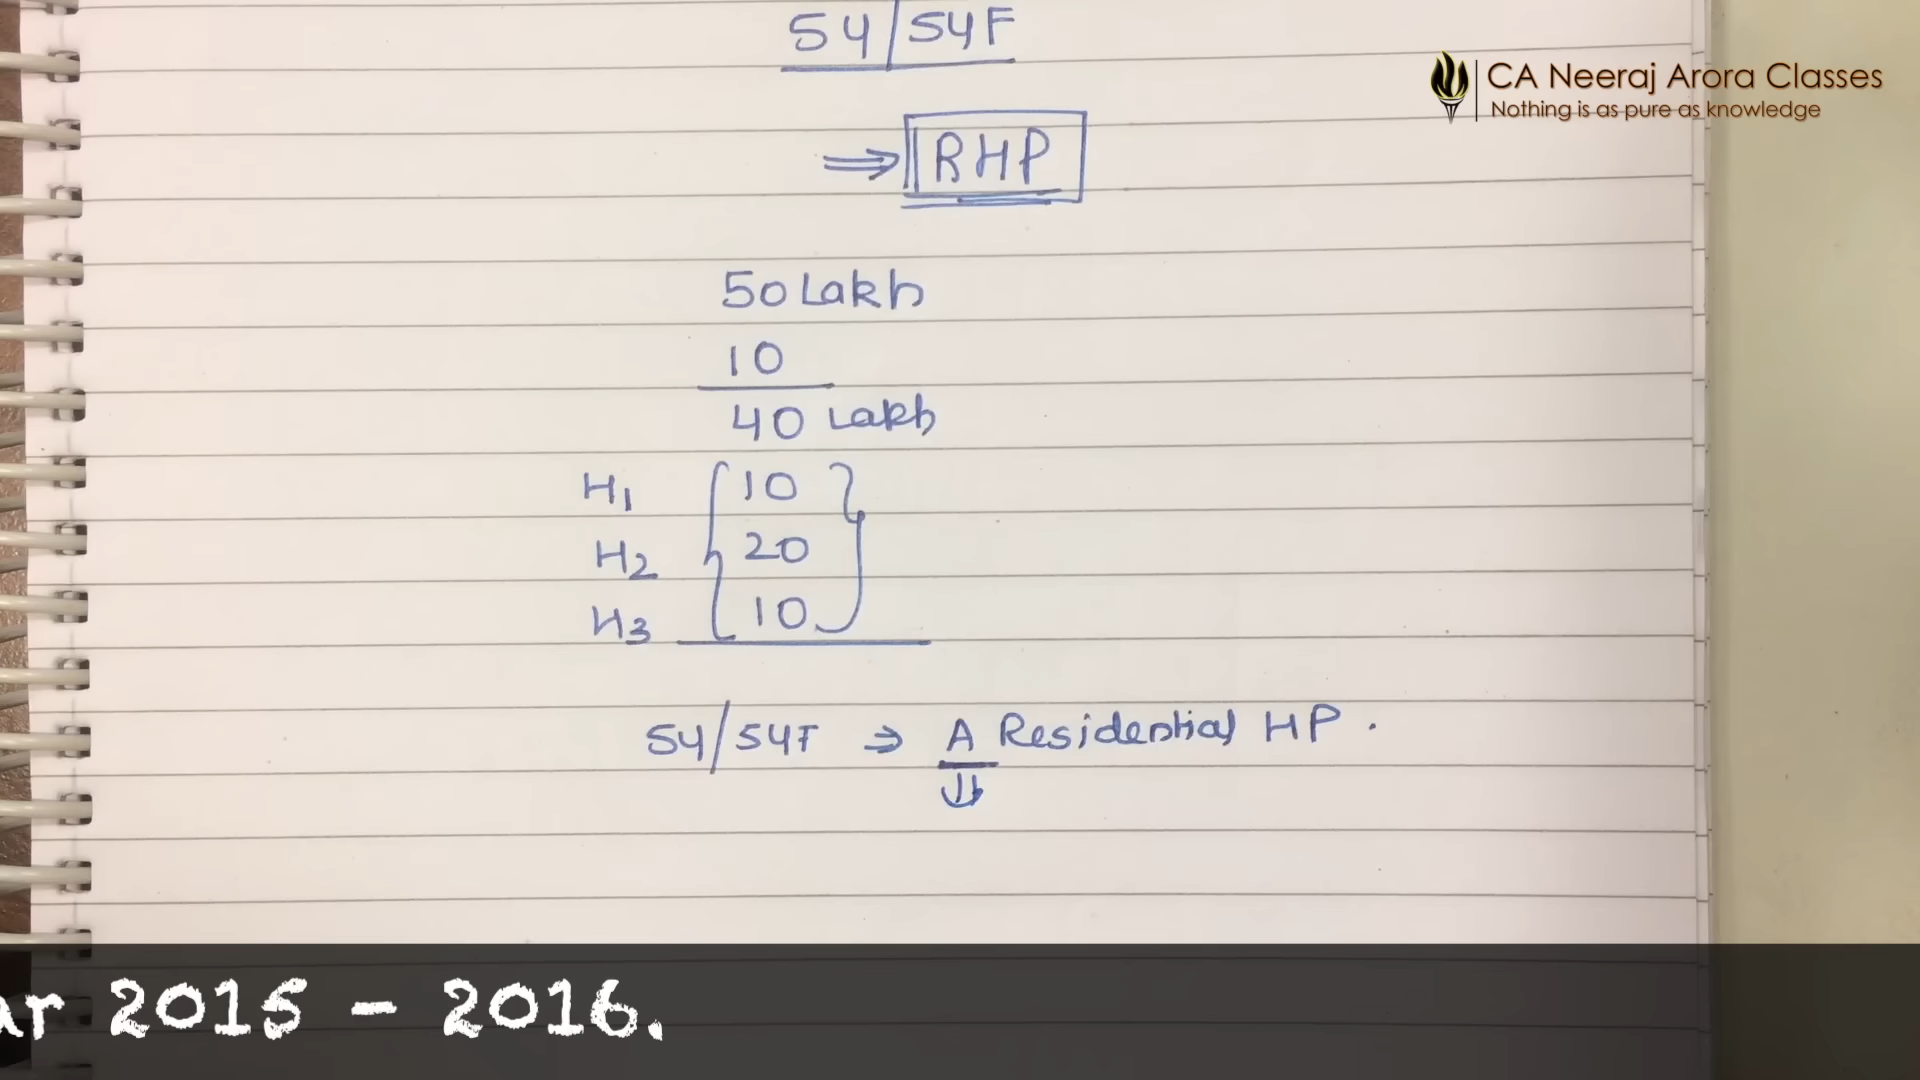 54/54F
CA Neeraj Arora Classes
Nothing is as pure as knowledge
⇒ RHP
50 Lakh
10
40 Lakh
H1 10
H2 20
H3 10
54/54F ⇒ A Residential HP.
2015 - 2016.